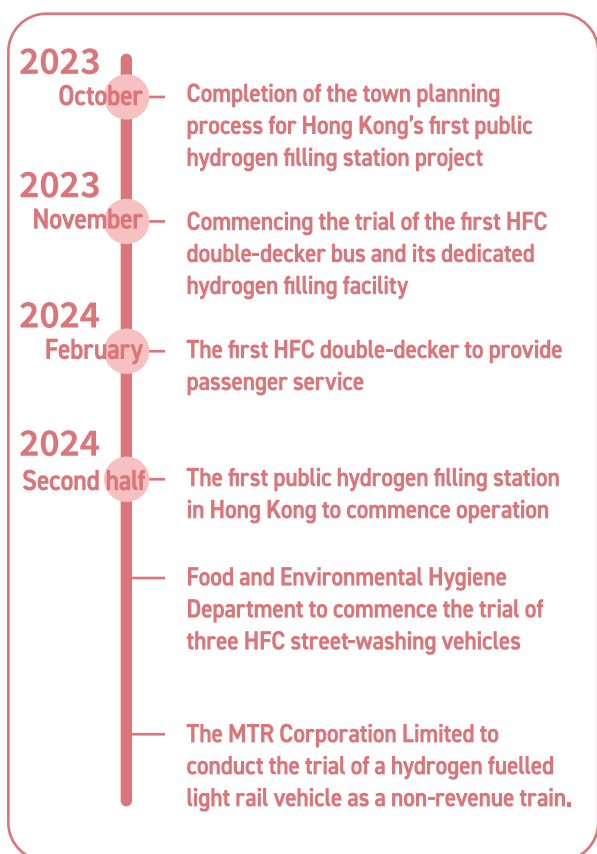 2023
October
Completion of the town planning
process for Hong Kong's first public
hydrogen filling station project
2023
November
Commencing the trial of the first HFC
double-decker bus and its dedicated
hydrogen filling facility
2024
February
The first HFC double-decker to provide
passenger service
2024
Second half
The first public hydrogen filling station
in Hong Kong to commence operation
Food and Environmental Hygiene
Department to commence the trial of
three HFC street-washing vehicles
The MTR Corporation Limited to
conduct the trial of a hydrogen fuelled
light rail vehicle as a non-revenue train.